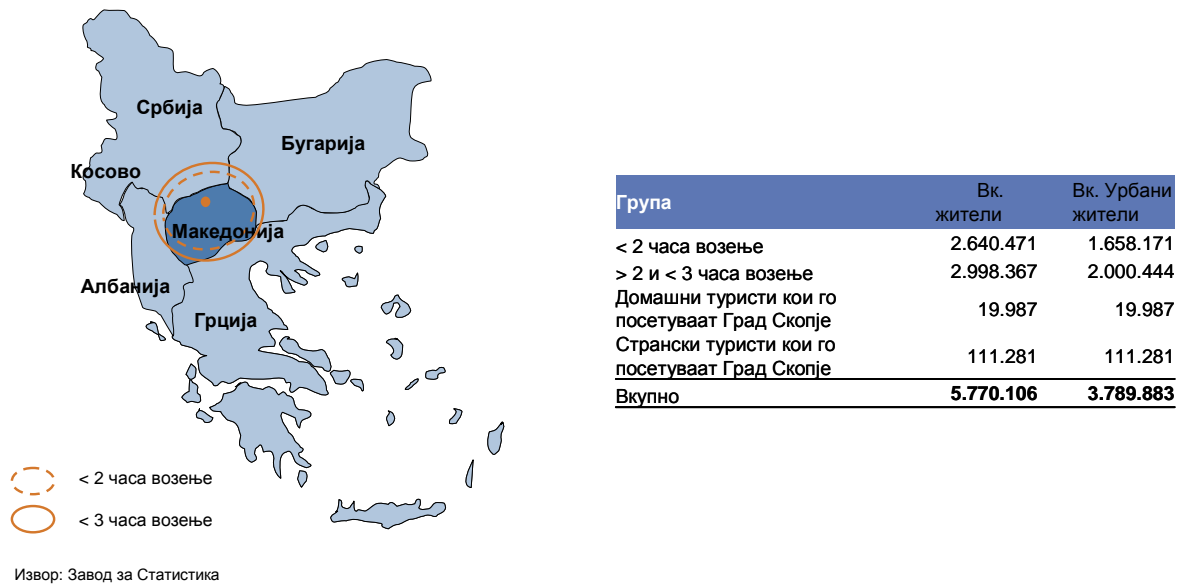 Србија
Бугарија
Косово
Македонија
Албанија
Грција
< 2 часа возење
< 3 часа возење
Извор: Завод за Статистика
Група Вк. жители Вк. Урбани жители
< 2 часа возење 2.640.471 1.658.171
> 2 и < 3 часа возење 2.998.367 2.000.444
Домашни туристи кои го
посетуваат Град Скопје 19.987 19.987
Странски туристи кои го
посетуваат Град Скопје 111.281 111.281
Вкупно 5.770.106 3.789.883